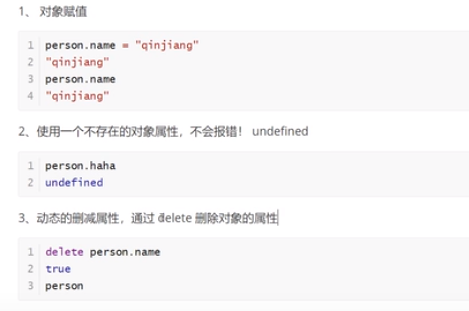 1、 对象赋值
1 person.name = "qinjiang"
2 "qinjiang"
3 person.name
4 "qinjiang"
2、使用一个不存在的对象属性，不会报错！ undefined
1 person.haha
2 undefined
3、动态的删减属性，通过 delete 删除对象的属性
1 delete person.name
2 true
3 person